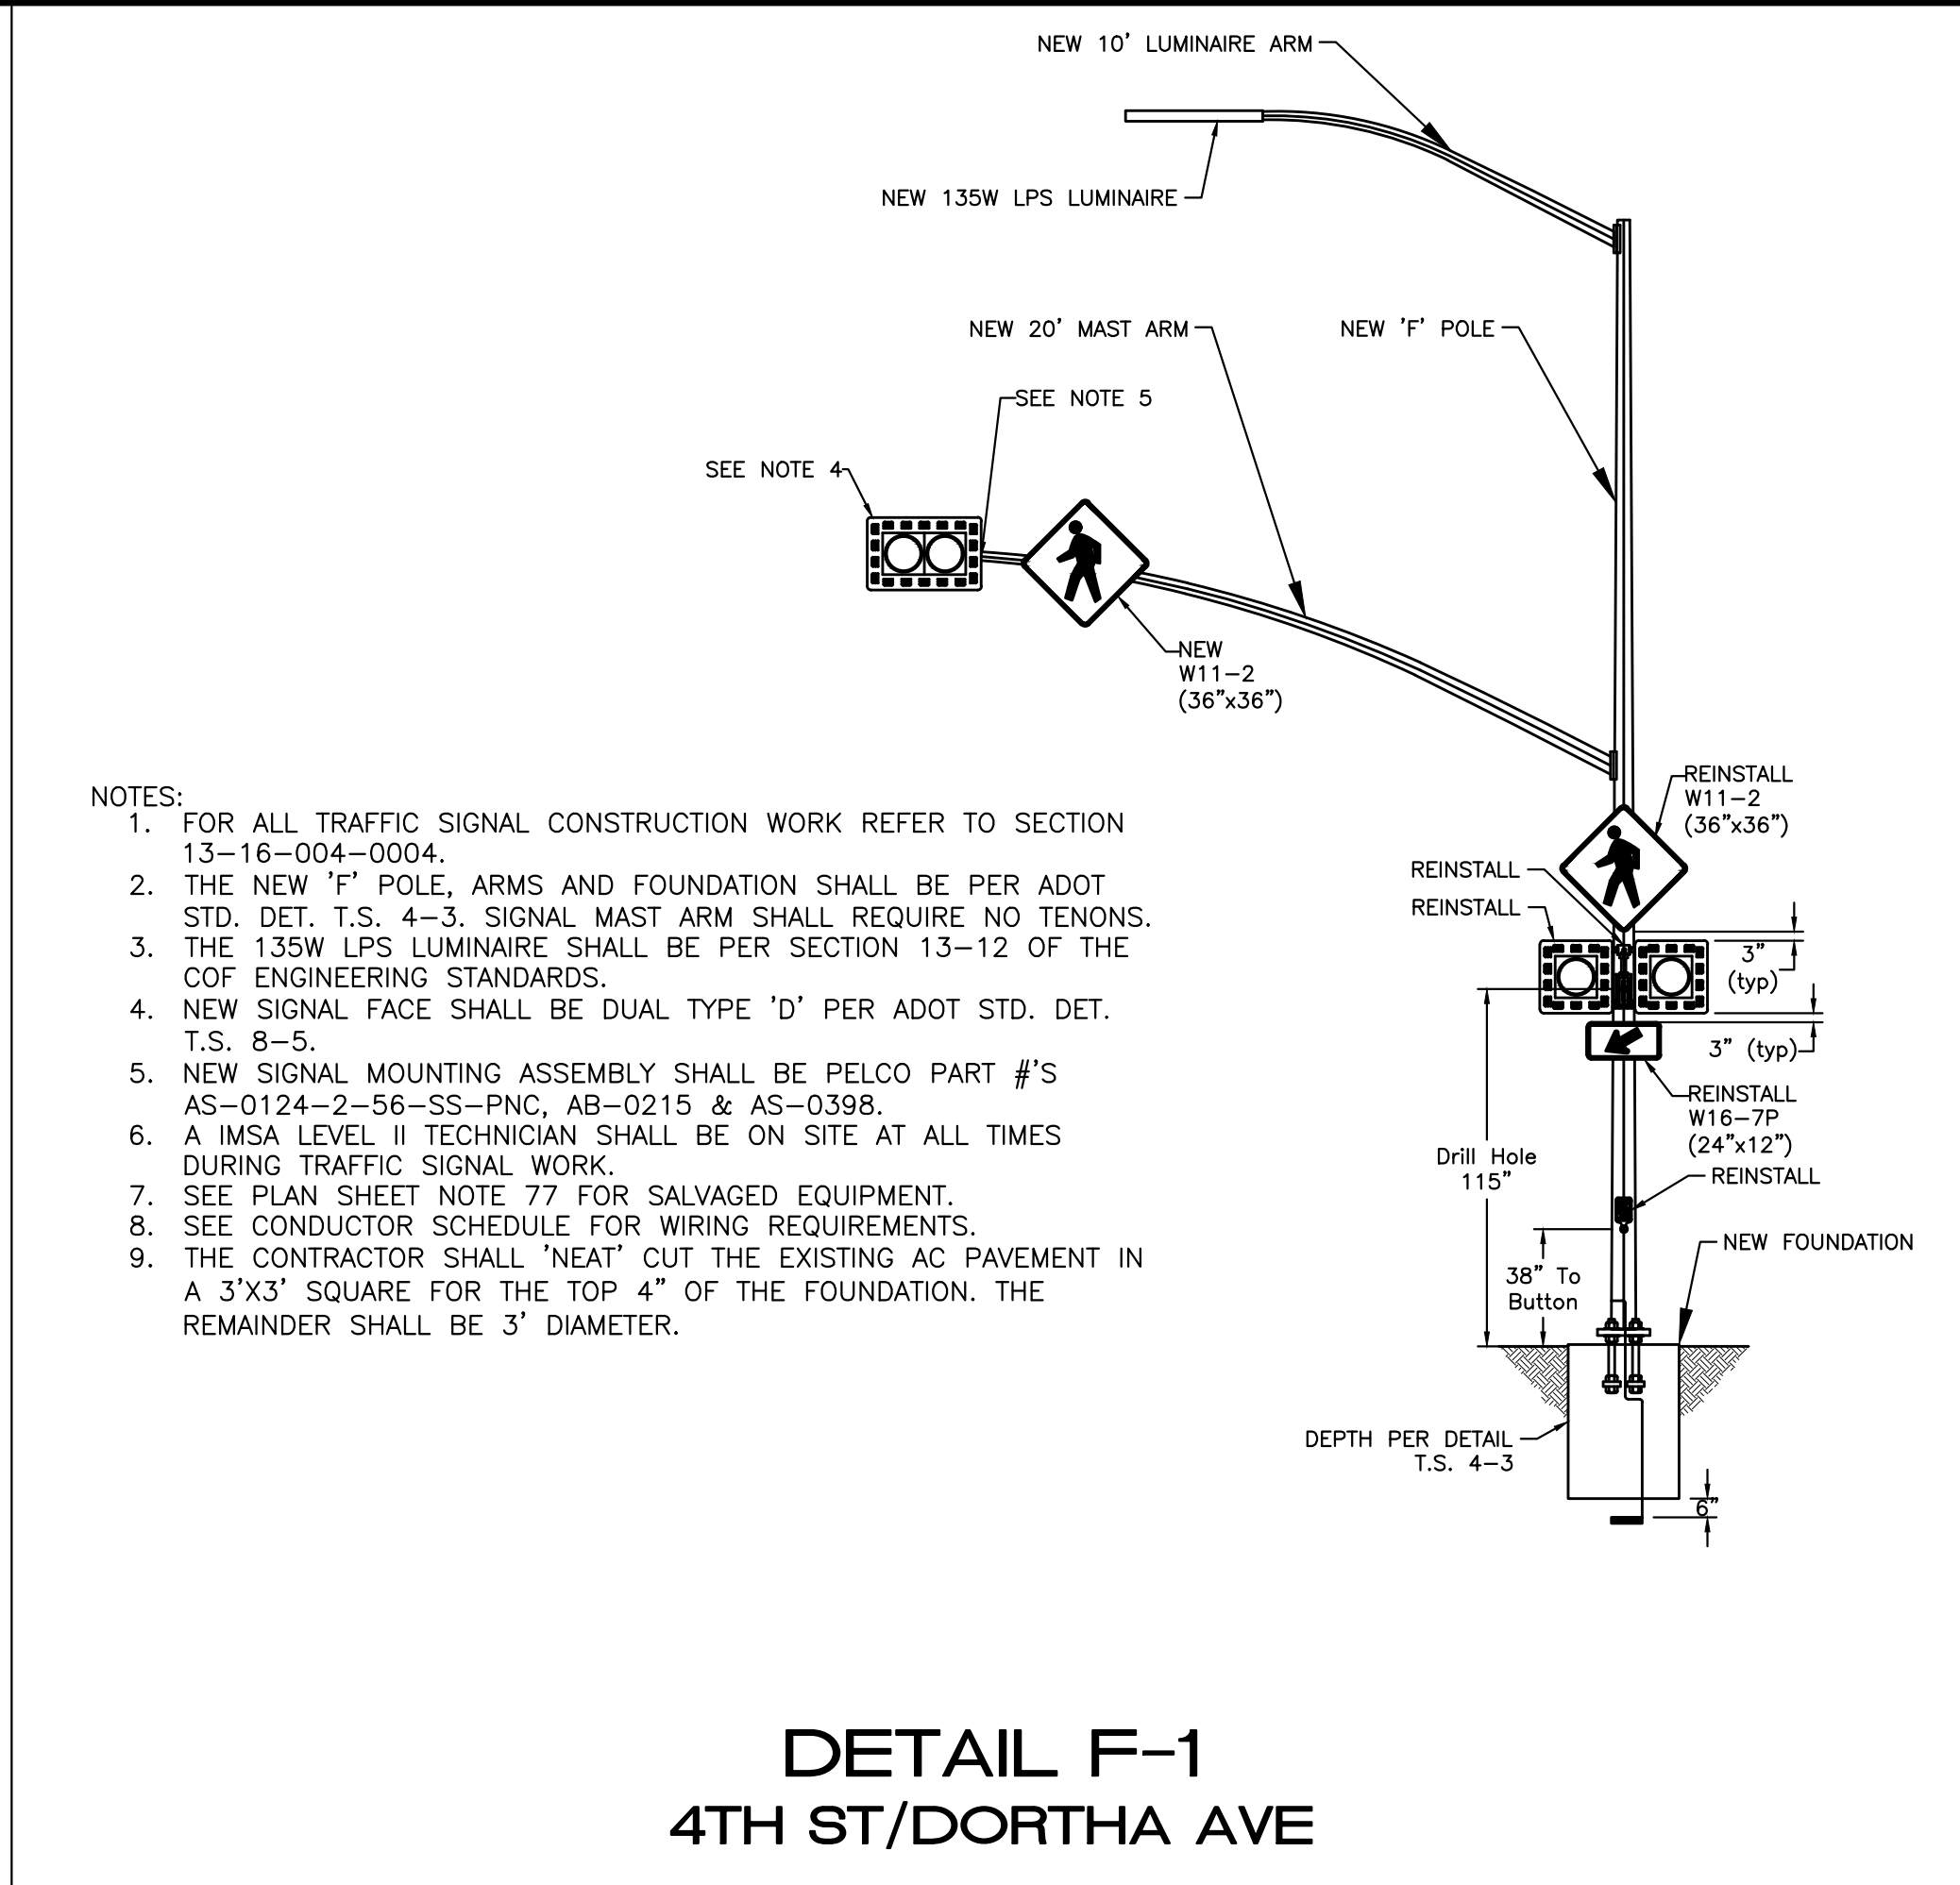 NEW 10' LUMINAIRE ARM
NEW 135W LPS LUMINAIRE
NEW 20' MAST ARM
NEW 'F' POLE
SEE NOTE 5
SEE NOTE 4
NEW
W11-2
(36"x36")
REINSTALL
W11-2
(36"x36")
REINSTALL
REINSTALL
3"
(typ)
3" (typ)
REINSTALL
W16-7P
(24"x12")
Drill Hole
115"
REINSTALL
NEW FOUNDATION
38" To
Button
DEPTH PER DETAIL
T.S. 4-3
6"
NOTES:
1. FOR ALL TRAFFIC SIGNAL CONSTRUCTION WORK REFER TO SECTION
13-16-004-0004.
2. THE NEW 'F' POLE, ARMS AND FOUNDATION SHALL BE PER ADOT
STD. DET. T.S. 4-3. SIGNAL MAST ARM SHALL REQUIRE NO TENONS.
3. THE 135W LPS LUMINAIRE SHALL BE PER SECTION 13-12 OF THE
COF ENGINEERING STANDARDS.
4. NEW SIGNAL FACE SHALL BE DUAL TYPE 'D' PER ADOT STD. DET.
T.S. 8-5.
5. NEW SIGNAL MOUNTING ASSEMBLY SHALL BE PELCO PART #'S
AS-0124-2-56-SS-PNC, AB-0215 & AS-0398.
6. A IMSA LEVEL II TECHNICIAN SHALL BE ON SITE AT ALL TIMES
DURING TRAFFIC SIGNAL WORK.
7. SEE PLAN SHEET NOTE 77 FOR SALVAGED EQUIPMENT.
8. SEE CONDUCTOR SCHEDULE FOR WIRING REQUIREMENTS.
9. THE CONTRACTOR SHALL 'NEAT' CUT THE EXISTING AC PAVEMENT IN
A 3'X3' SQUARE FOR THE TOP 4" OF THE FOUNDATION. THE
REMAINDER SHALL BE 3' DIAMETER.
DETAIL F-1
4TH ST/DORTHA AVE